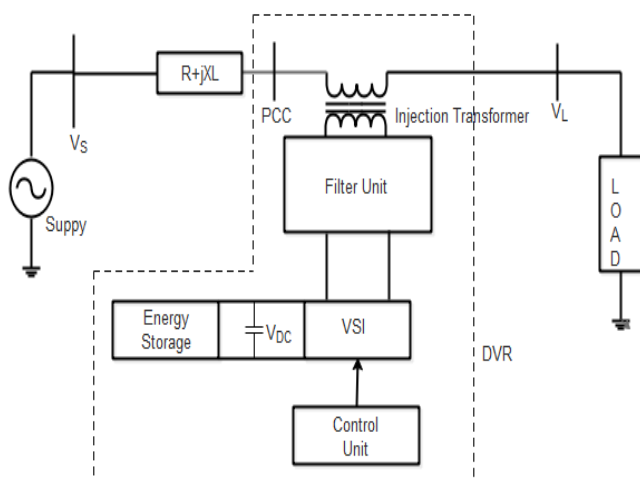 R+jXL
VS
PCC
Injection Transformer
VL
Filter Unit
Suppy
L
O
A
D
Energy
Storage
VDC
VSI
DVR
Control
Unit